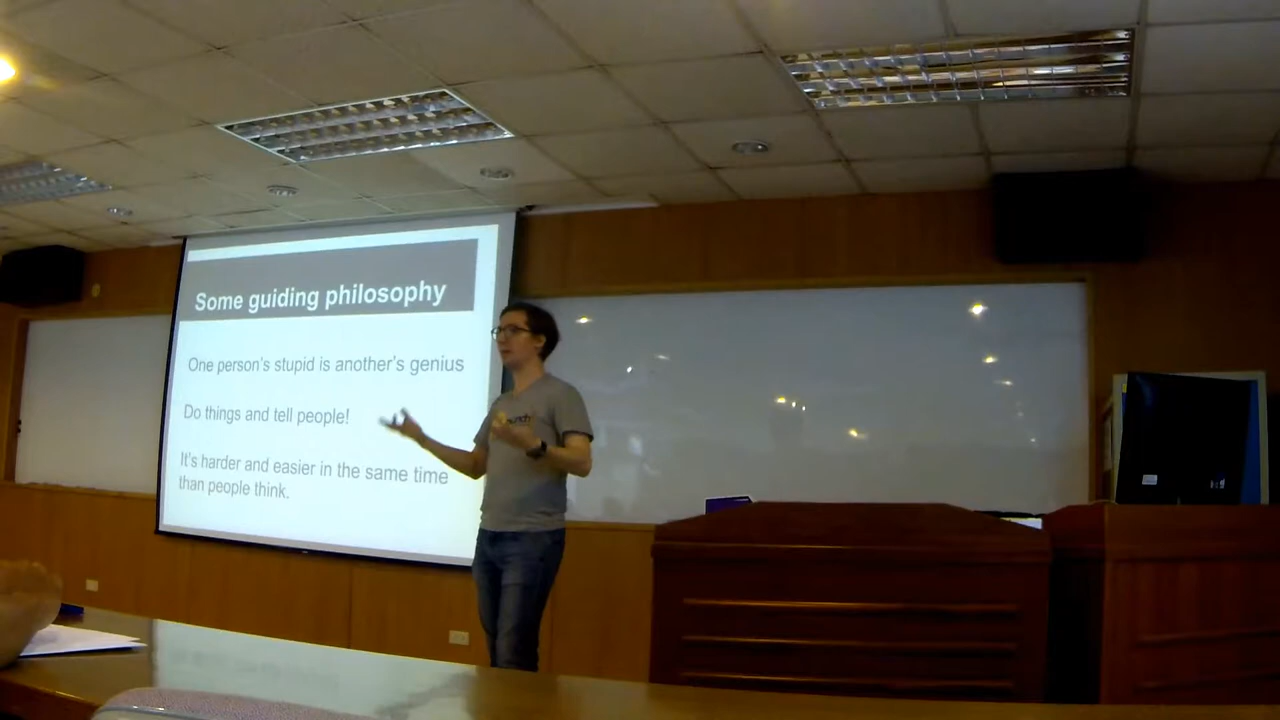 Some guiding philosophy
One person's stupid is another's genius
Do things and tell people!
It's harder and easier in the same time
than people think.